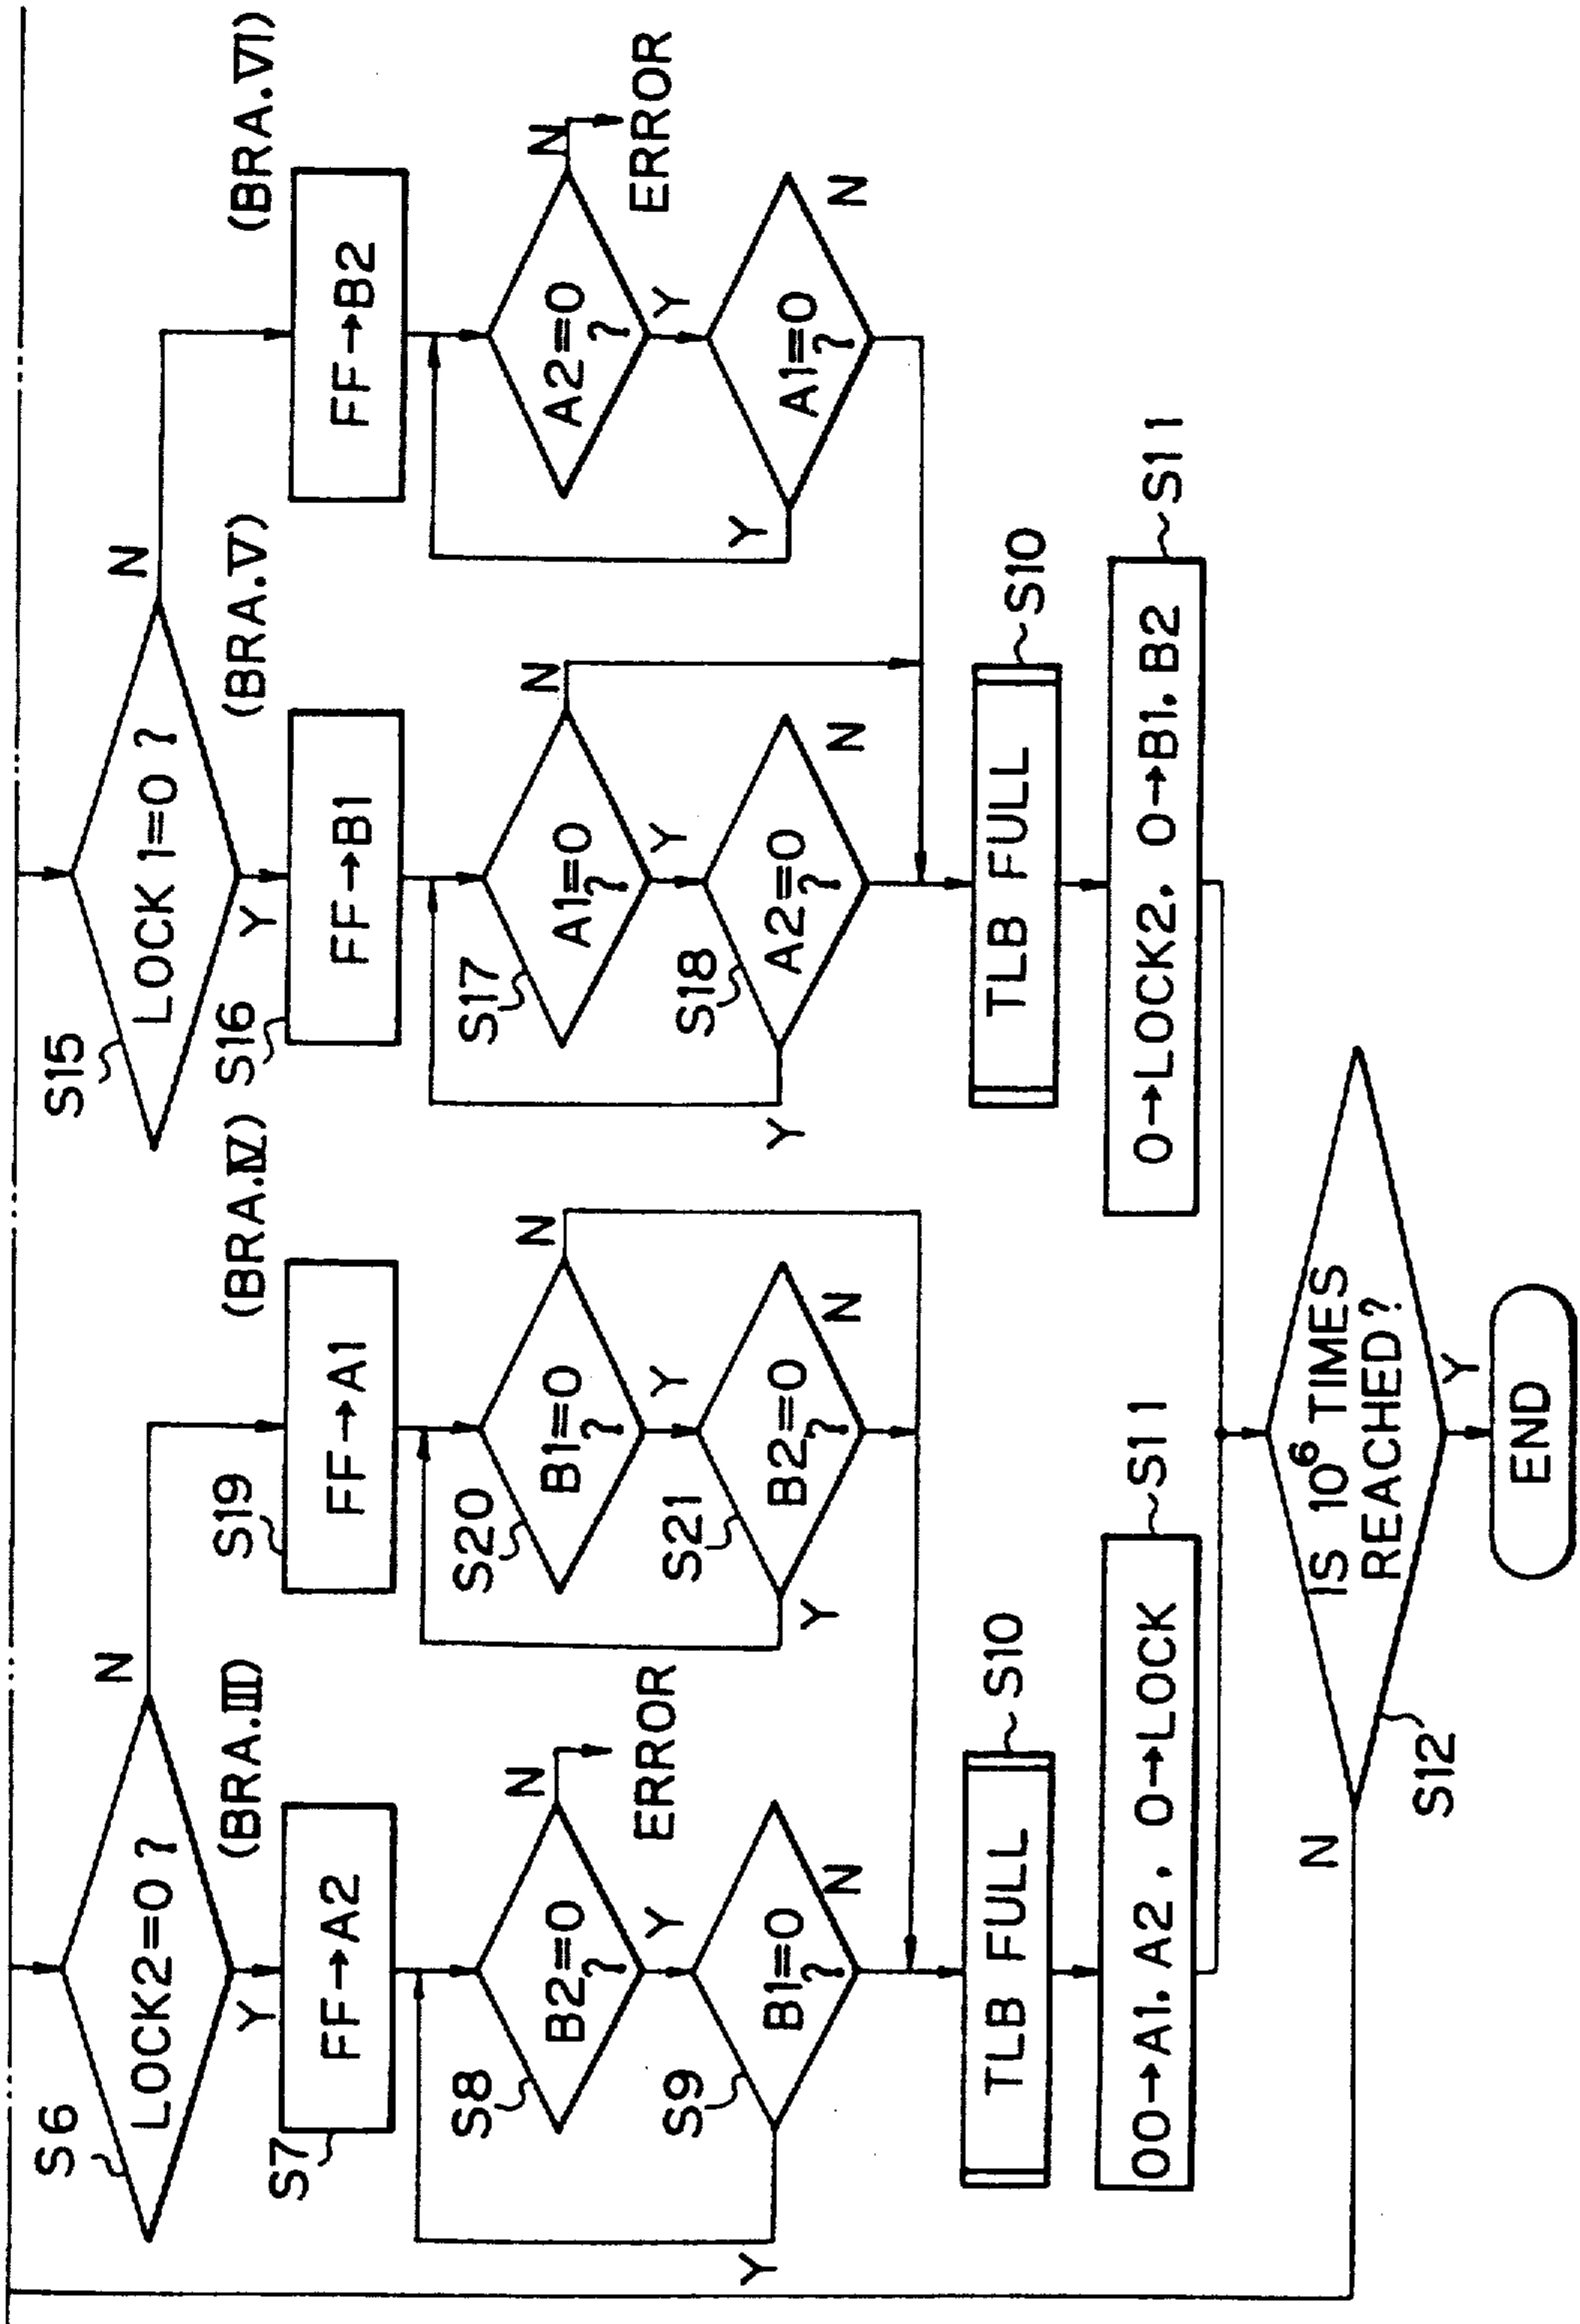 S6
LOCK2=0?
N
Y
(BRA.III)
S7
FF→A2
S8
B2=0
?
N
ERROR
Y
S9
B1=0
?
N
Y
S19
FF→A1
(BRA.IV)
S20
B1=0
?
N
Y
S21
B2=0
?
N
Y
TLB FULL
S10
00→A1. A2. 0→LOCK
S11
S15
LOCK1=0?
N
Y
(BRA.V)
S16
FF→B1
S17
A1=0
?
N
Y
S18
A2=0
?
N
Y
(BRA.VI)
FF→B2
A2=0
?
N
ERROR
Y
A1=0
?
N
Y
TLB FULL
S10
0→LOCK2. 0→B1. B2
S11
IS 10⁶ TIMES
REACHED?
S12
N
Y
END